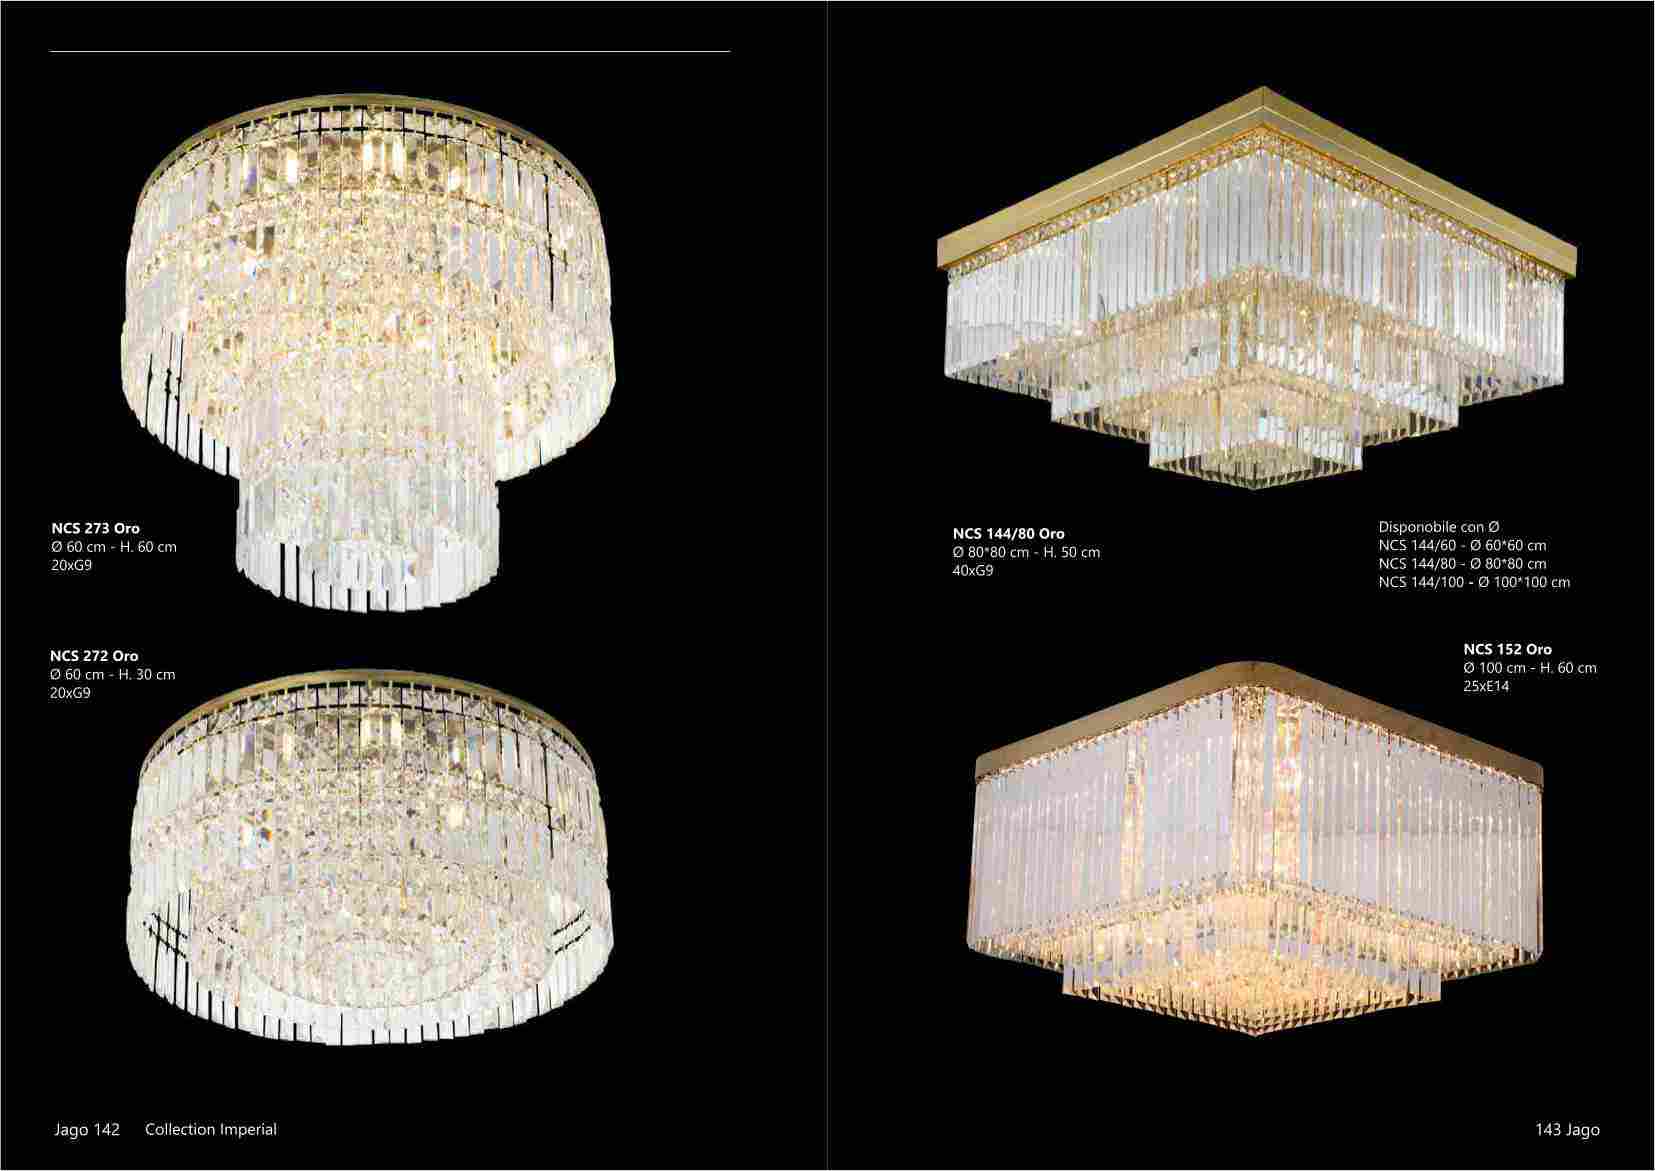 NCS 273 Oro
Ø 60 cm - H. 60 cm
20xG9
NCS 272 Oro
Ø 60 cm - H. 30 cm
20xG9
Jago 142 Collection Imperial
NCS 144/80 Oro
Ø 80*80 cm - H. 50 cm
40xG9
Disponobile con Ø
NCS 144/60 - Ø 60*60 cm
NCS 144/80 - Ø 80*80 cm
NCS 144/100 - Ø 100*100 cm
NCS 152 Oro
Ø 100 cm - H. 60 cm
25xE14
143 Jago